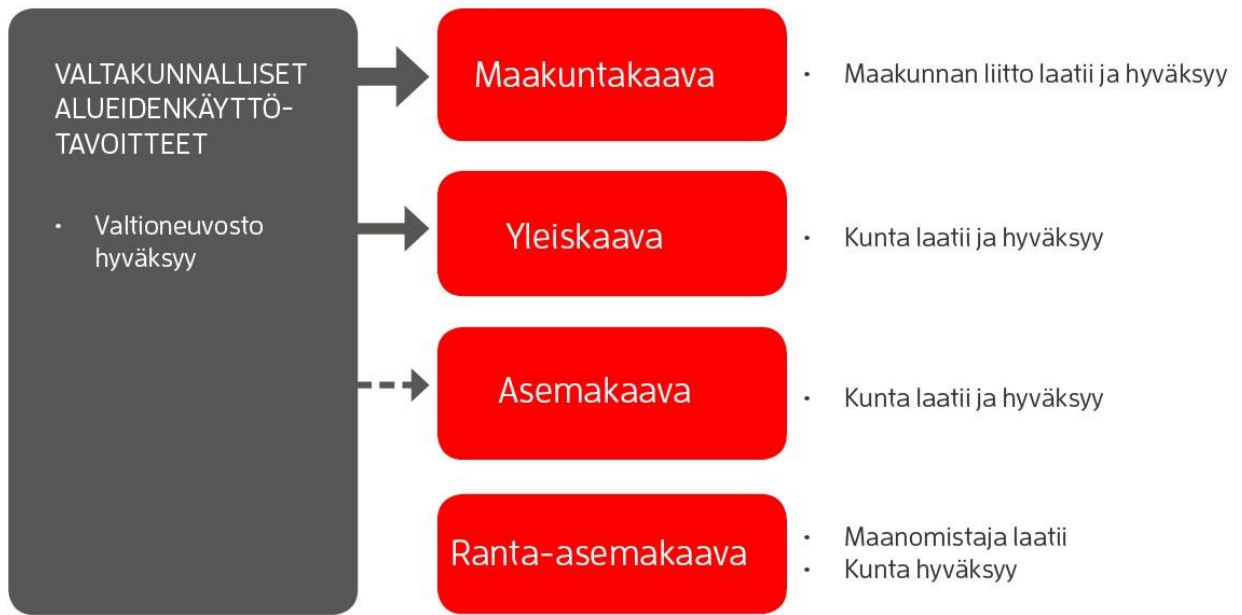 VALTAKUNNALLISET
ALUEIDENKÄYTTÖ-
TAVOITTEET
• Valtioneuvosto
hyväksyy
Maakuntakaava
• Maakunnan liitto laatii ja hyväksyy
Yleiskaava
• Kunta laatii ja hyväksyy
Asemakaava
• Kunta laatii ja hyväksyy
Ranta-asemakaava
• Maanomistaja laatii
• Kunta hyväksyy